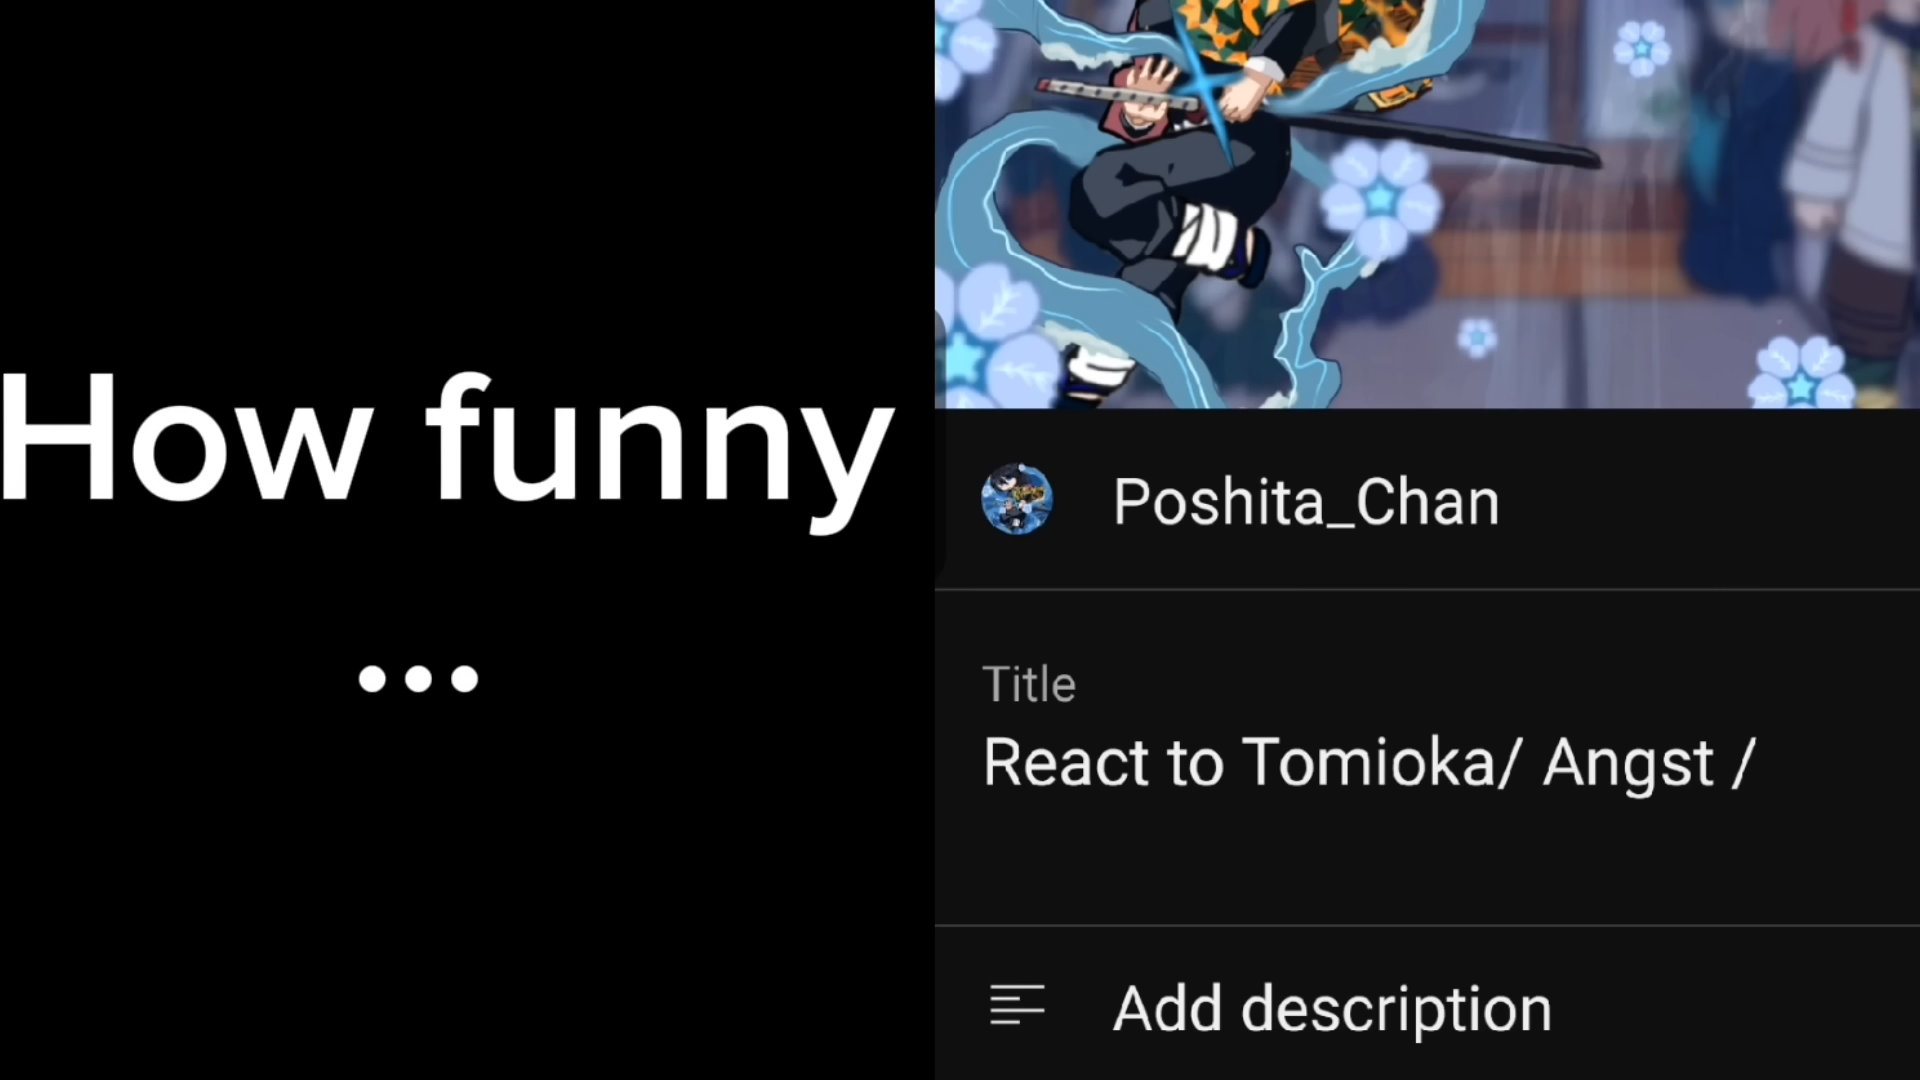 How funny
...
Poshita_Chan
Title
React to Tomioka/ Angst /
Add description